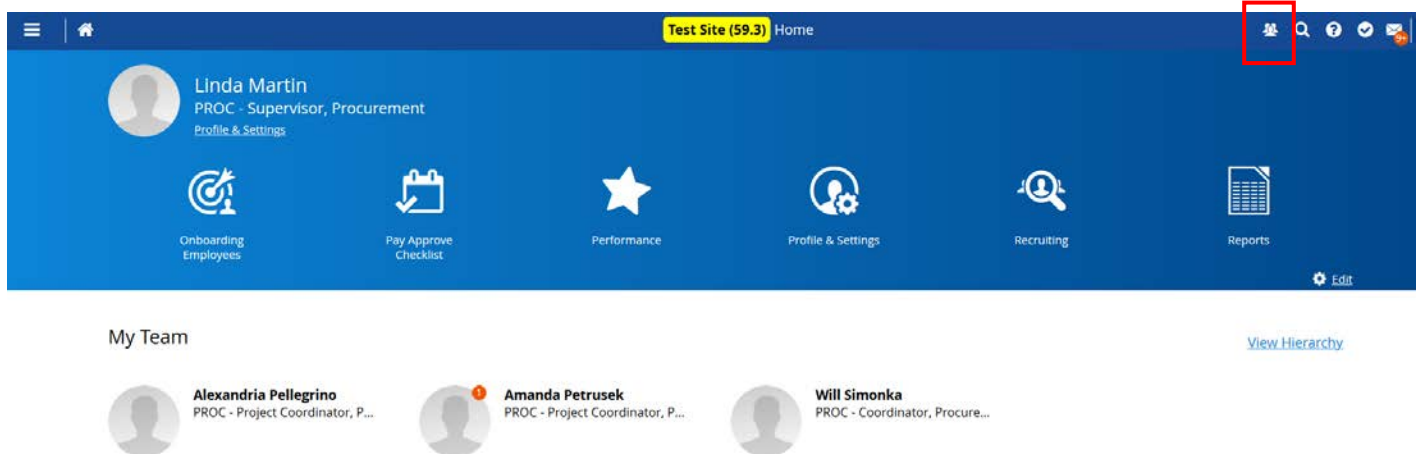 Test Site (59.3) Home
9+
Linda Martin
PROC - Supervisor, Procurement
Profile & Settings
Onboarding
Employees
Pay Approve
Checklist
Performance
Profile & Settings
Recruiting
Reports
Edit
My Team
View Hierarchy
Alexandria Pellegrino
PROC - Project Coordinator, P...
1
Amanda Petrusek
PROC - Project Coordinator, P...
Will Simonka
PROC - Coordinator, Procure...